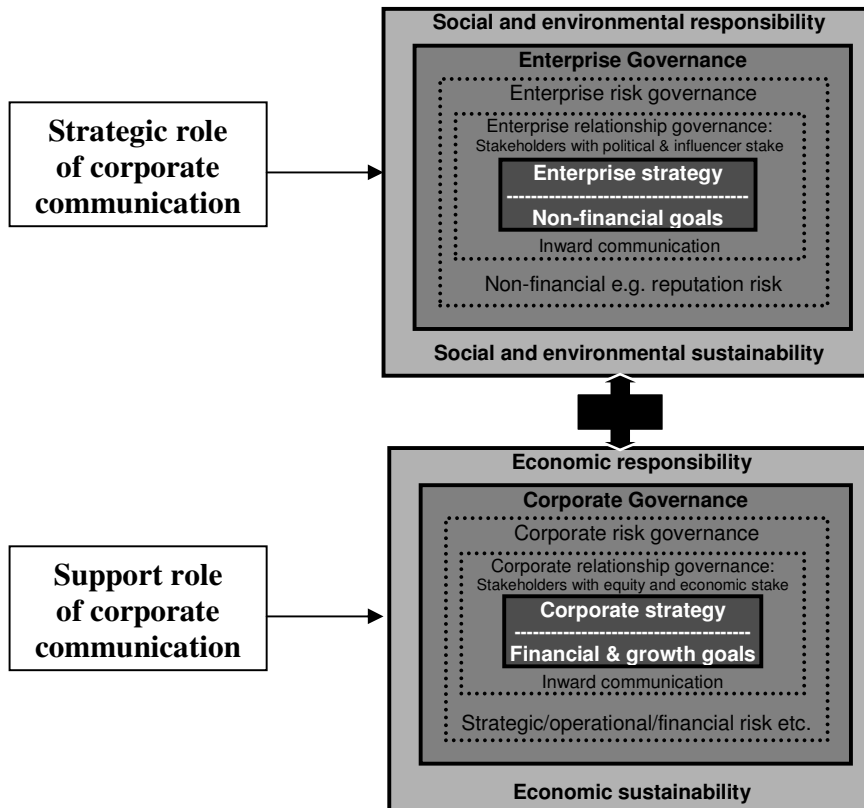 Social and environmental responsibility
Enterprise Governance
Enterprise risk governance
Enterprise relationship governance:
Stakeholders with political & influencer stake
Enterprise strategy
Non-financial goals
Inward communication
Non-financial e.g. reputation risk
Social and environmental sustainability
Strategic role
of corporate
communication
Economic responsibility
Corporate Governance
Corporate risk governance
Corporate relationship governance:
Stakeholders with equity and economic stake
Corporate strategy
Financial & growth goals
Inward communication
Strategic/operational/financial risk etc.
Economic sustainability
Support role
of corporate
communication